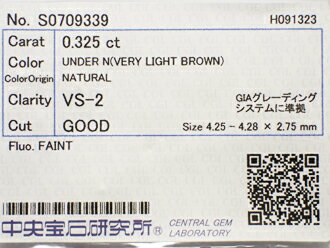 No. S0709339 H091323
Carat 0.325 ct
Color UNDER N(VERY LIGHT BROWN)
ColorOrigin NATURAL
Clarity VS-2 GIAグレーディング
システムに準拠
Cut GOOD Size 4.25 - 4.28 × 2.75 mm
Fluo. FAINT
中央宝石研究所® CENTRAL GEM
LABORATORY